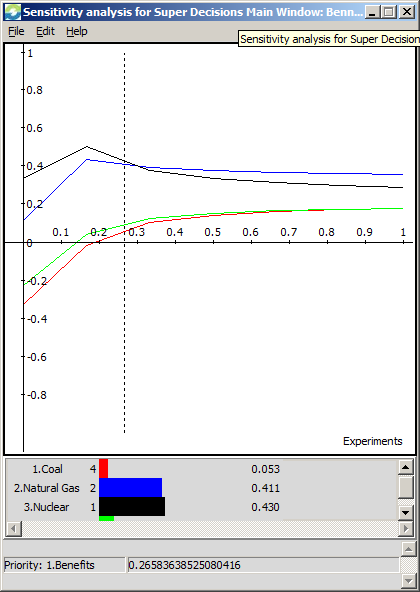 Sensitivity analysis for Super Decisions Main Window: Benn...
File Edit Help
Sensitivity analysis for Super Decision
1
0.8
0.6
0.4
0.2
0
0.1 0.2 0.3 0.4 0.5 0.6 0.7 0.8 0.9 1
-0.2
-0.4
-0.6
-0.8
Experiments
1.Coal 4 0.053
2.Natural Gas 2 0.411
3.Nuclear 1 0.430
Priority: 1.Benefits 0.26583638525080416